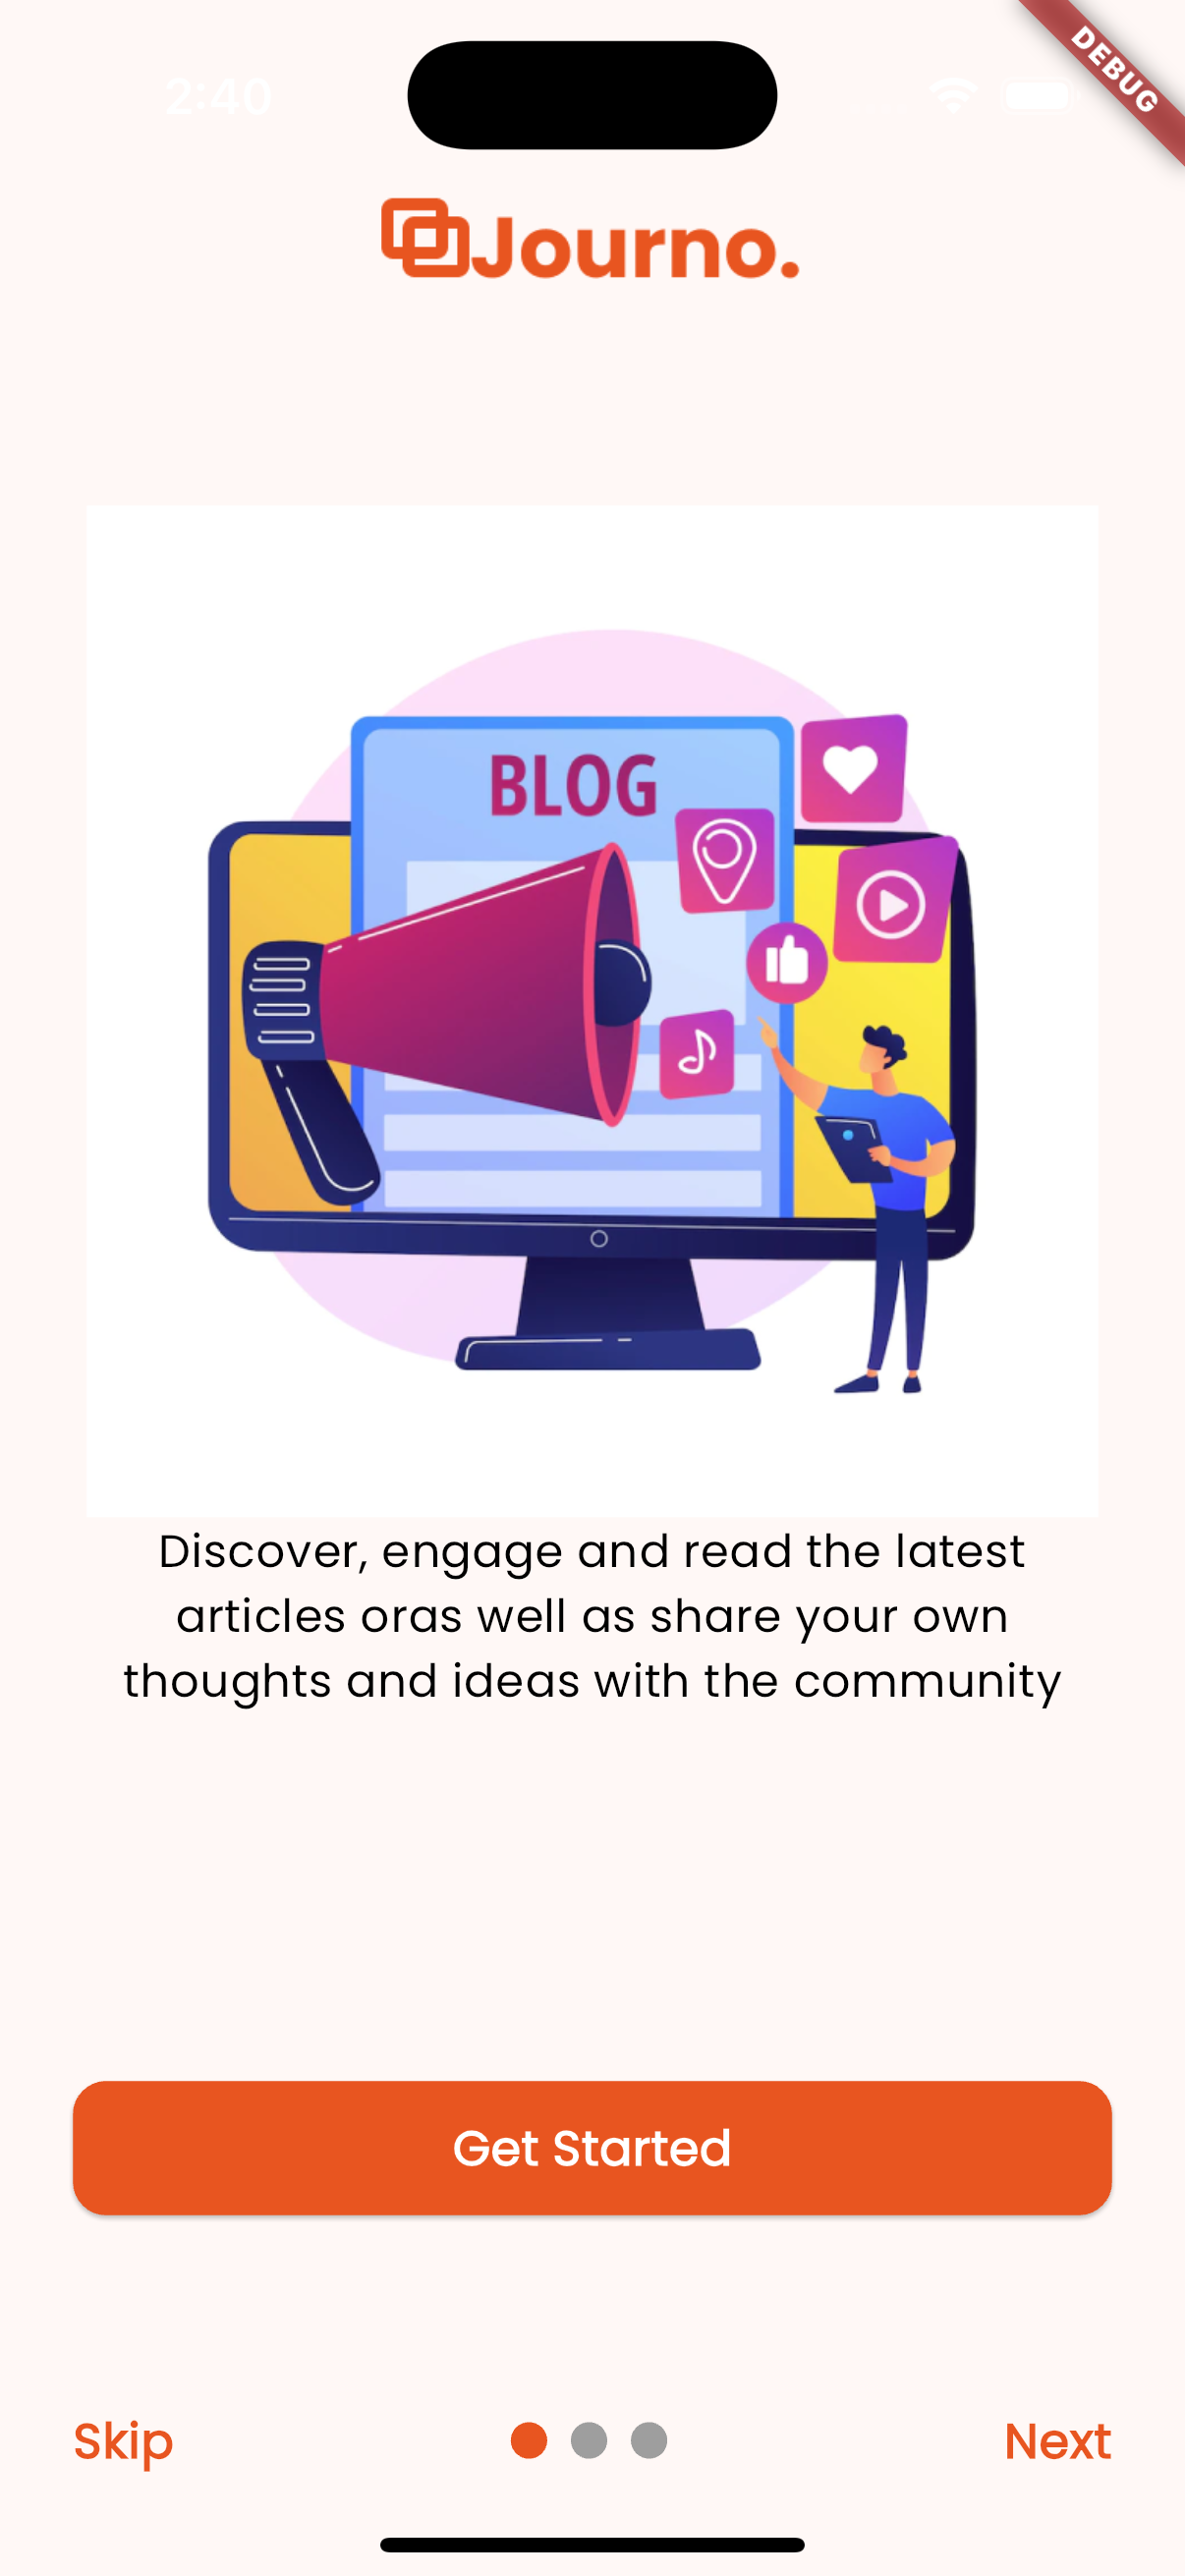 2:40
DEBUG
Journo.
BLOG
Discover, engage and read the latest
articles oras well as share your own
thoughts and ideas with the community
Get Started
Skip
Next